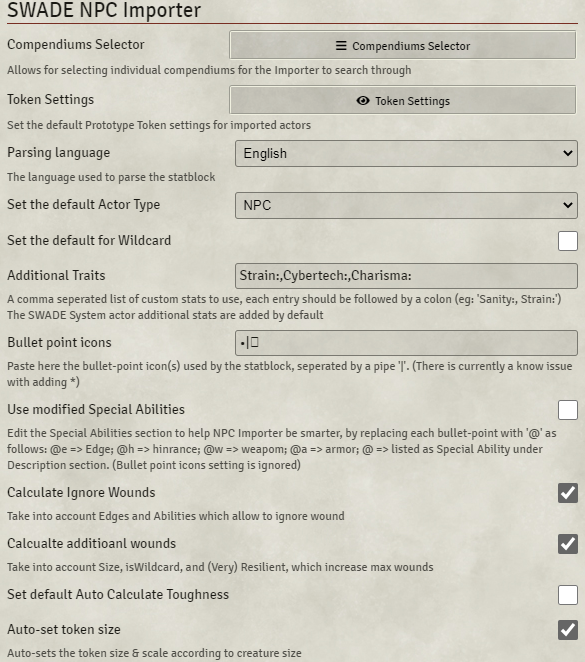 SWADE NPC Importer
Compendiums Selector
Compendiums Selector
Allows for selecting individual compendiums for the Importer to search through
Token Settings
Token Settings
Set the default Prototype Token settings for imported actors
Parsing language
English
The language used to parse the statblock
Set the default Actor Type
NPC
Set the default for Wildcard
Additional Traits
Strain:,Cybertech:,Charisma:
A comma seperated list of custom stats to use, each entry should be followed by a colon (eg: 'Sanity:, Strain:')
The SWADE System actor additional stats are added by default
Bullet point icons
•|▯
Paste here the bullet-point icon(s) used by the statblock, seperated by a pipe '|'. (There is currently a know issue
with adding *)
Use modified Special Abilities
Edit the Special Abilities section to help NPC Importer be smarter, by replacing each bullet-point with '@' as
follows: @e => Edge; @h => hinrance; @w => weapom; @a => armor; @ => listed as Special Ability under
Description section. (Bullet point icons setting is ignored)
Calculate Ignore Wounds
Take into account Edges and Abilities which allow to ignore wound
Calcualte additioanl wounds
Take into account Size, isWildcard, and (Very) Resilient, which increase max wounds
Set default Auto Calculate Toughness
Auto-set token size
Auto-sets the token size & scale according to creature size